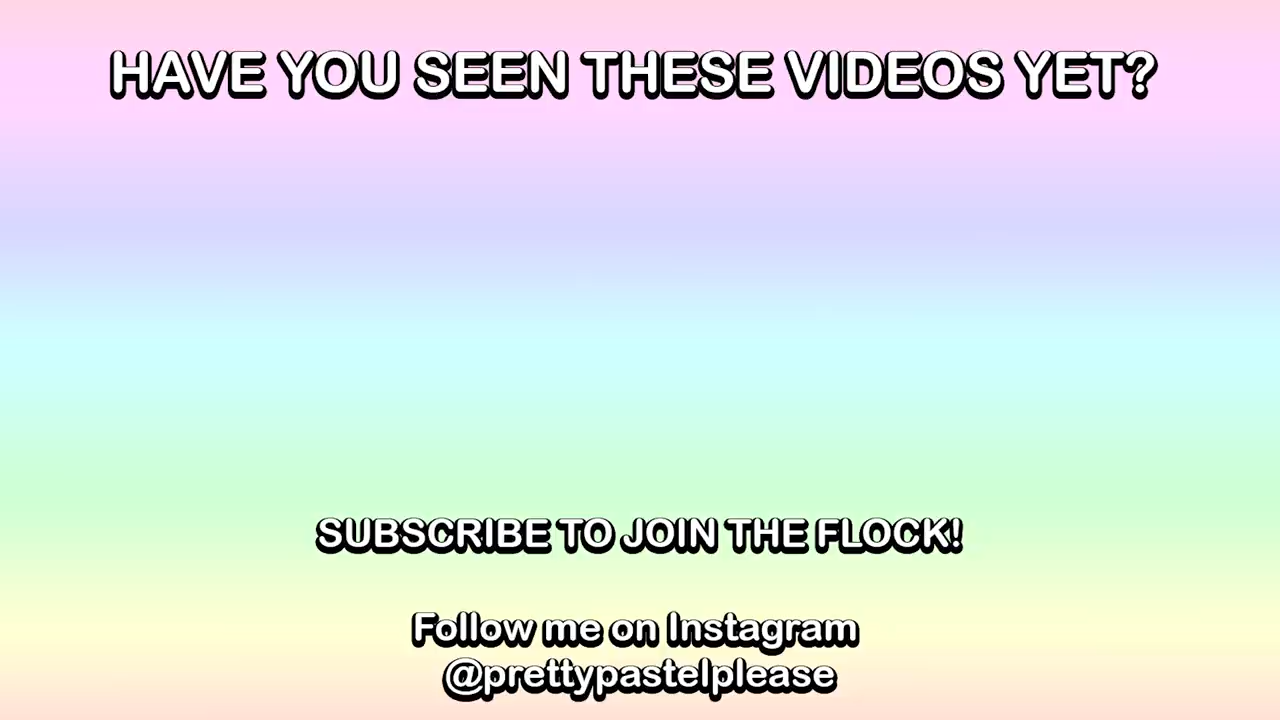 HAVE YOU SEEN THESE VIDEOS YET?
SUBSCRIBE TO JOIN THE FLOCK!
Follow me on Instagram
@prettypastelplease